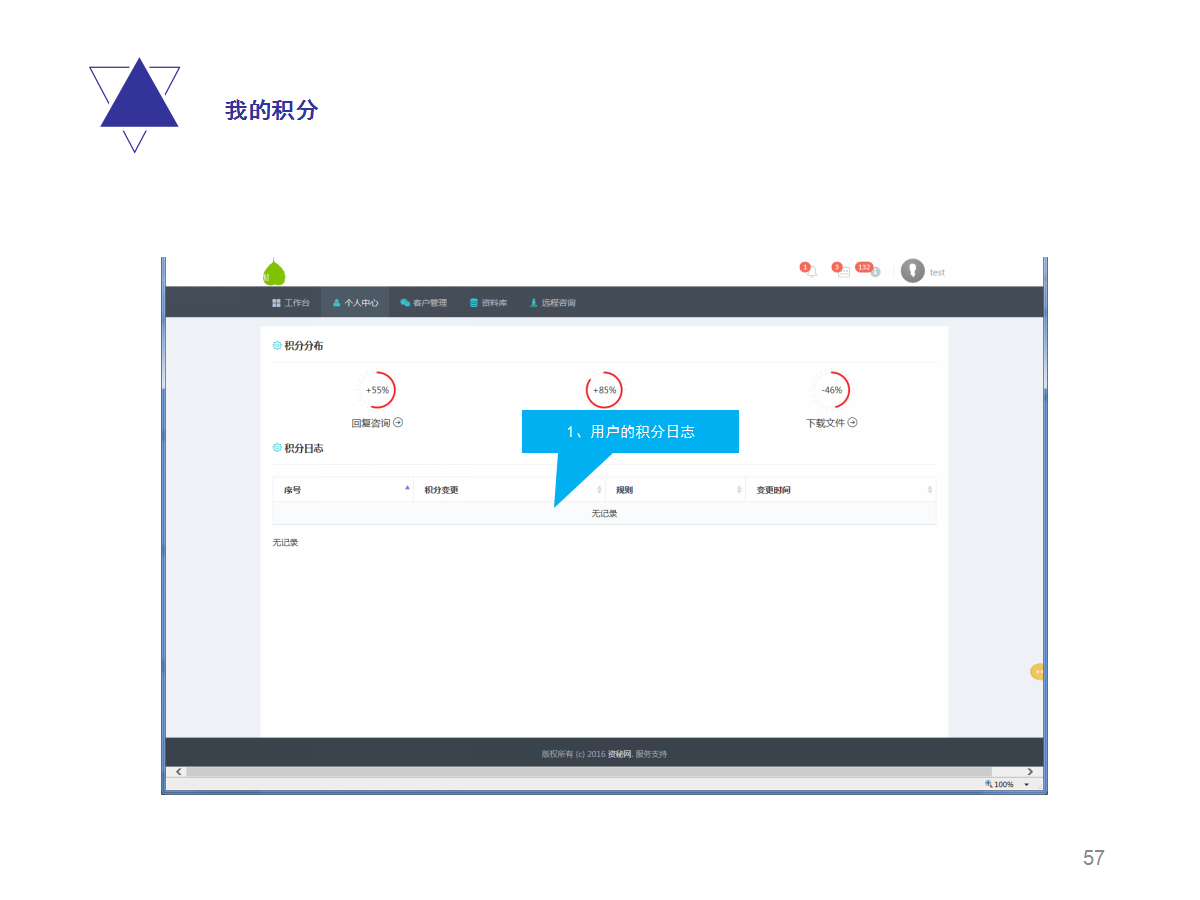 我的积分
1 3 132 test
工作台 个人中心 客户管理 资料库 远程咨询
积分分布
+55% +85% -46%
回复咨询 下载文件
1、用户的积分日志
积分日志
序号 积分变更 规则 变更时间
无记录
无记录
版权所有 (c) 2016 资秘网. 服务支持
100%
57